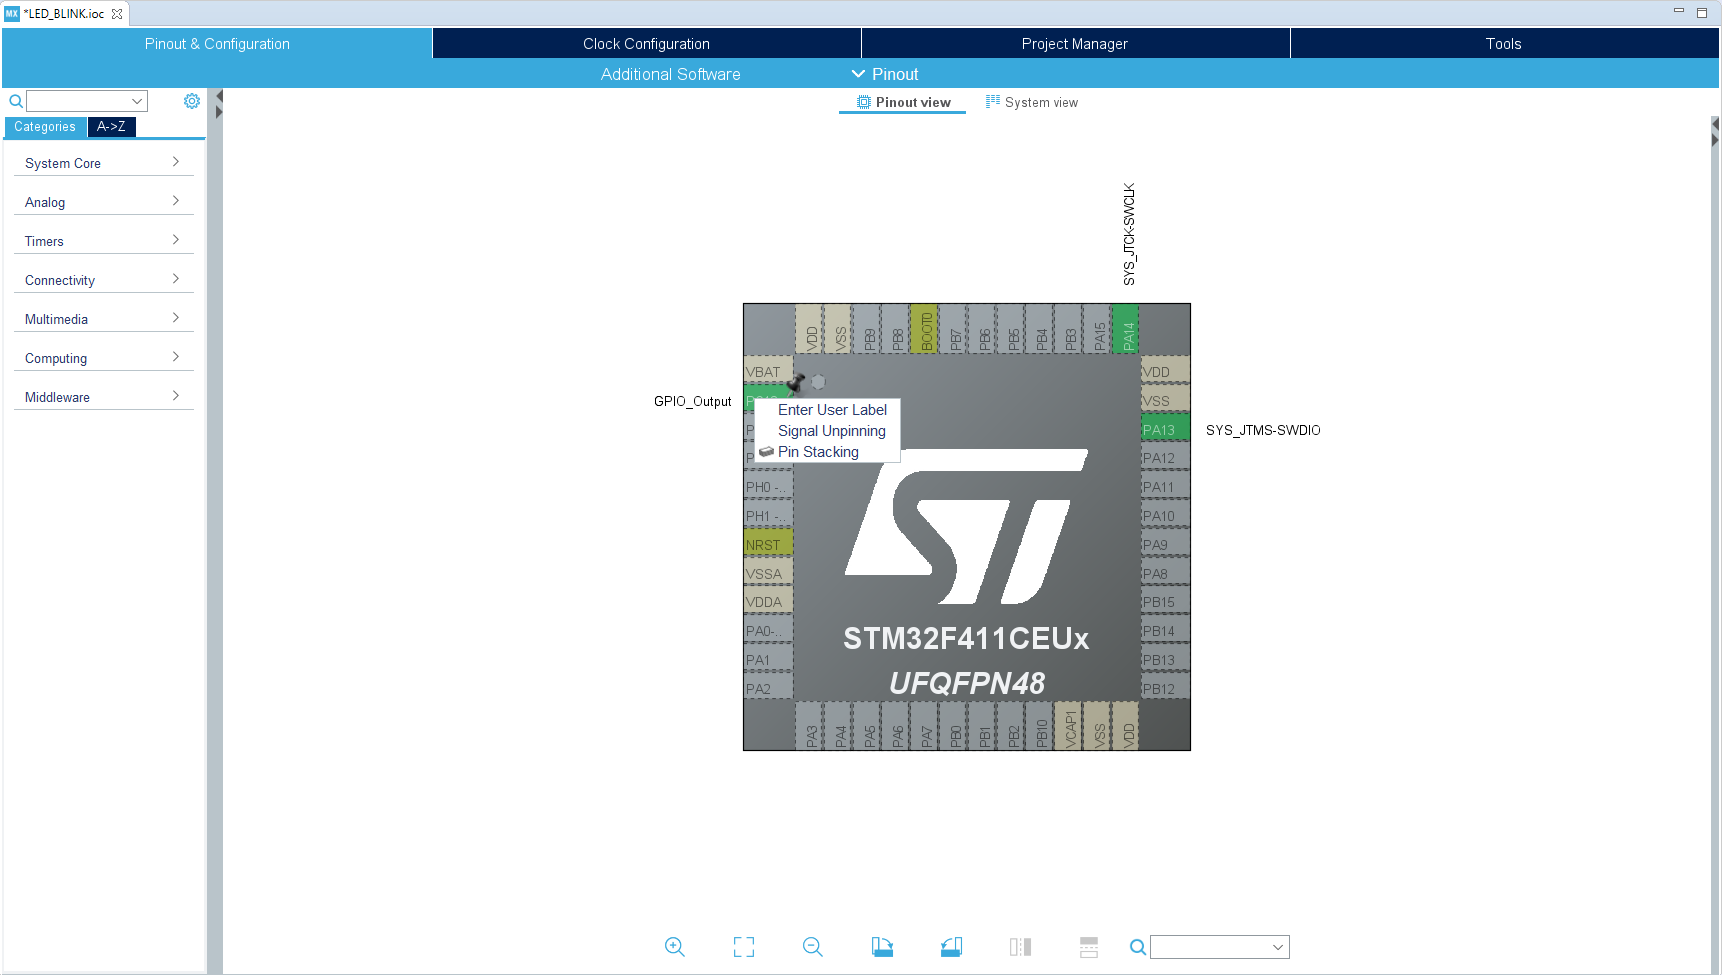 MX *LED_BLINK.ioc
Pinout & Configuration
Clock Configuration
Project Manager
Tools
Additional Software
Pinout
Pinout view
System view
Categories
A->Z
System Core
Analog
Timers
Connectivity
Multimedia
Computing
Middleware
SYS_JTCK-SWCLK
VDD
VSS
PB9
PB8
BOOT0
PB7
PB6
PB5
PB4
PB3
PA15
PA14
VBAT
GPIO_Output
Enter User Label
Signal Unpinning
Pin Stacking
PH0 -..
PH1 -..
NRST
VSSA
VDDA
PA0-..
PA1
PA2
VDD
VSS
PA13
SYS_JTMS-SWDIO
PA12
PA11
PA10
PA9
PA8
PB15
PB14
PB13
PB12
ST
STM32F411CEUx
UFQFPN48
PA3
PA4
PA5
PA6
PA7
PB0
PB1
PB2
PB10
VCAP1
VSS
VDD